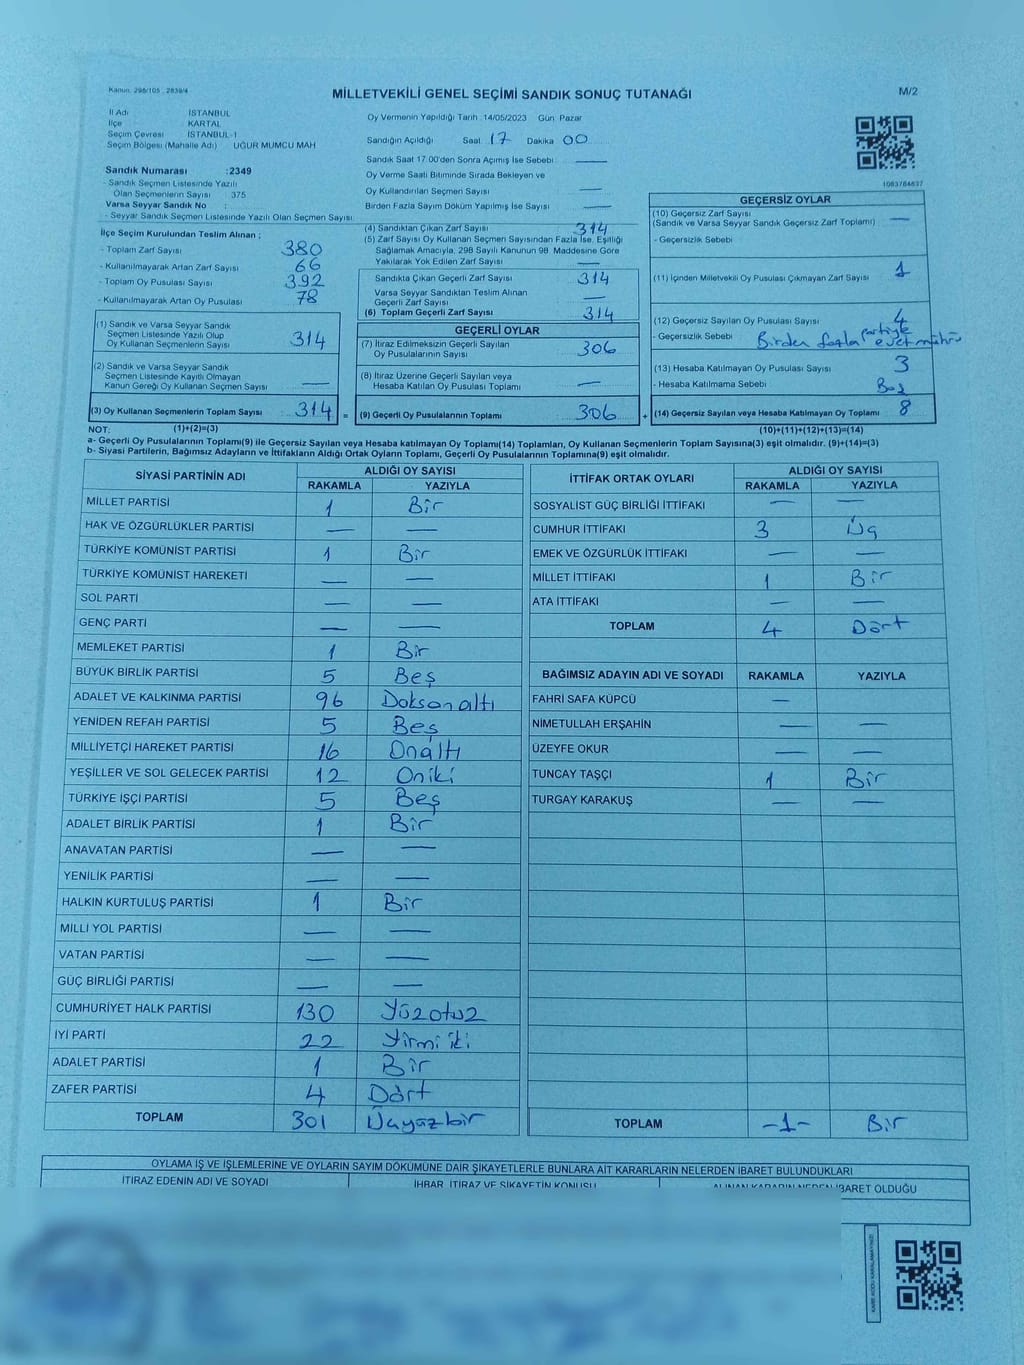 Kanun: 298/105 , 2839/4
MİLLETVEKİLİ GENEL SEÇİMİ SANDIK SONUÇ TUTANAĞI
M/2
İl Adı İSTANBUL
İlçe KARTAL
Seçim Çevresi İSTANBUL-1
Seçim Bölgesi (Mahalle Adı) UĞUR MUMCU MAH
Oy Vermenin Yapıldığı Tarih :14/05/2023 Gün: Pazar
Sandığın Açıldığı Saat 17 Dakika 00
Sandık Saat 17.00'den Sonra Açılmış İse Sebebi: —
Oy Verme Saati Bitiminde Sırada Bekleyen ve
Oy Kullandırılan Seçmen Sayısı —
Birden Fazla Sayım Döküm Yapılmış İse Sayısı —
1083784637
Sandık Numarası :2349
- Sandık Seçmen Listesinde Yazılı
Olan Seçmenlerin Sayısı : 375
Varsa Seyyar Sandık No :
- Seyyar Sandık Seçmen Listesinde Yazılı Olan Seçmen Sayısı:
İlçe Seçim Kurulundan Teslim Alınan ;
- Toplam Zarf Sayısı : 380
- Kullanılmayarak Artan Zarf Sayısı : 66
- Toplam Oy Pusulası Sayısı : 392
- Kullanılmayarak Artan Oy Pusulası : 78
(1) Sandık ve Varsa Seyyar Sandık
Seçmen Listesinde Yazılı Olup
Oy Kullanan Seçmenlerin Sayısı 314
(2) Sandık ve Varsa Seyyar Sandık
Seçmen Listesinde Kayıtlı Olmayan
Kanun Gereği Oy Kullanan Seçmen Sayısı —
(3) Oy Kullanan Seçmenlerin Toplam Sayısı 314 =
(4) Sandıktan Çıkan Zarf Sayısı 314
(5) Zarf Sayısı Oy Kullanan Seçmen Sayısından Fazla İse, Eşitliği
Sağlamak Amacıyla, 298 Sayılı Kanunun 98. Maddesine Göre
Yakılarak Yok Edilen Zarf Sayısı —
Sandıkta Çıkan Geçerli Zarf Sayısı 314
Varsa Seyyar Sandıktan Teslim Alınan
Geçerli Zarf Sayısı —
(6) Toplam Geçerli Zarf Sayısı 314
GEÇERLİ OYLAR
(7) İtiraz Edilmeksizin Geçerli Sayılan
Oy Pusulalarının Sayısı 306
(8) İtiraz Üzerine Geçerli Sayılan veya
Hesaba Katılan Oy Pusulası Toplamı —
(9) Geçerli Oy Pusulalarının Toplamı 306 +
GEÇERSİZ OYLAR
(10) Geçersiz Zarf Sayısı
(Sandık ve Varsa Seyyar Sandık Geçersiz Zarf Toplamı) —
- Geçersizlik Sebebi
(11) İçinden Milletvekili Oy Pusulası Çıkmayan Zarf Sayısı 1
(12) Geçersiz Sayılan Oy Pusulası Sayısı 4
- Geçersizlik Sebebi Birden fazla partiye evet mührü
(13) Hesaba Katılmayan Oy Pusulası Sayısı 3
- Hesaba Katılmama Sebebi Boş
(14) Geçersiz Sayılan veya Hesaba Katılmayan Oy Toplamı 8
NOT: (1)+(2)=(3) (10)+(11)+(12)+(13)=(14)
a- Geçerli Oy Pusulalarının Toplamı(9) ile Geçersiz Sayılan veya Hesaba katılmayan Oy Toplamı(14) Toplamları, Oy Kullanan Seçmenlerin Toplam Sayısına(3) eşit olmalıdır. (9)+(14)=(3)
b- Siyasi Partilerin, Bağımsız Adayların ve İttifakların Aldığı Ortak Oyların Toplamı, Geçerli Oy Pusulalarının Toplamına(9) eşit olmalıdır.
SİYASİ PARTİNİN ADI ALDIĞI OY SAYISI
RAKAMLA YAZIYLA
MİLLET PARTİSİ 1 Bir
HAK VE ÖZGÜRLÜKLER PARTİSİ — —
TÜRKİYE KOMÜNİST PARTİSİ 1 Bir
TÜRKİYE KOMÜNİST HAREKETİ — —
SOL PARTİ — —
GENÇ PARTİ — —
MEMLEKET PARTİSİ 1 Bir
BÜYÜK BİRLİK PARTİSİ 5 Beş
ADALET VE KALKINMA PARTİSİ 96 Doksan altı
YENİDEN REFAH PARTİSİ 5 Beş
MİLLİYETÇİ HAREKET PARTİSİ 16 Onaltı
YEŞİLLER VE SOL GELECEK PARTİSİ 12 Oniki
TÜRKİYE İŞÇİ PARTİSİ 5 Beş
ADALET BİRLİK PARTİSİ 1 Bir
ANAVATAN PARTİSİ — —
YENİLİK PARTİSİ — —
HALKIN KURTULUŞ PARTİSİ 1 Bir
MİLLİ YOL PARTİSİ — —
VATAN PARTİSİ — —
GÜÇ BİRLİĞİ PARTİSİ — —
CUMHURİYET HALK PARTİSİ 130 Yüzotuz
İYİ PARTİ 22 Yirmi iki
ADALET PARTİSİ 1 Bir
ZAFER PARTİSİ 4 Dört
TOPLAM 301 Üçyüzbir
İTTİFAK ORTAK OYLARI ALDIĞI OY SAYISI
RAKAMLA YAZIYLA
SOSYALİST GÜÇ BİRLİĞİ İTTİFAKI — —
CUMHUR İTTİFAKI 3 Üç
EMEK VE ÖZGÜRLÜK İTTİFAKI — —
MİLLET İTTİFAKI 1 Bir
ATA İTTİFAKI — —
TOPLAM 4 Dört
BAĞIMSIZ ADAYIN ADI VE SOYADI RAKAMLA YAZIYLA
FAHRİ SAFA KÜPCÜ —
NİMETULLAH ERŞAHİN — —
ÜZEYFE OKUR — —
TUNCAY TAŞÇI 1 Bir
TURGAY KARAKUŞ — —
TOPLAM -1- Bir
OYLAMA İŞ VE İŞLEMLERİNE VE OYLARIN SAYIM DÖKÜMÜNE DAİR ŞİKAYETLERLE BUNLARA AİT KARARLARIN NELERDEN İBARET BULUNDUKLARI
İTİRAZ EDENİN ADI VE SOYADI İHBAR, İTİRAZ VE ŞİKAYETİN KONUSU ALINAN KARARIN NEDEN İBARET OLDUĞU